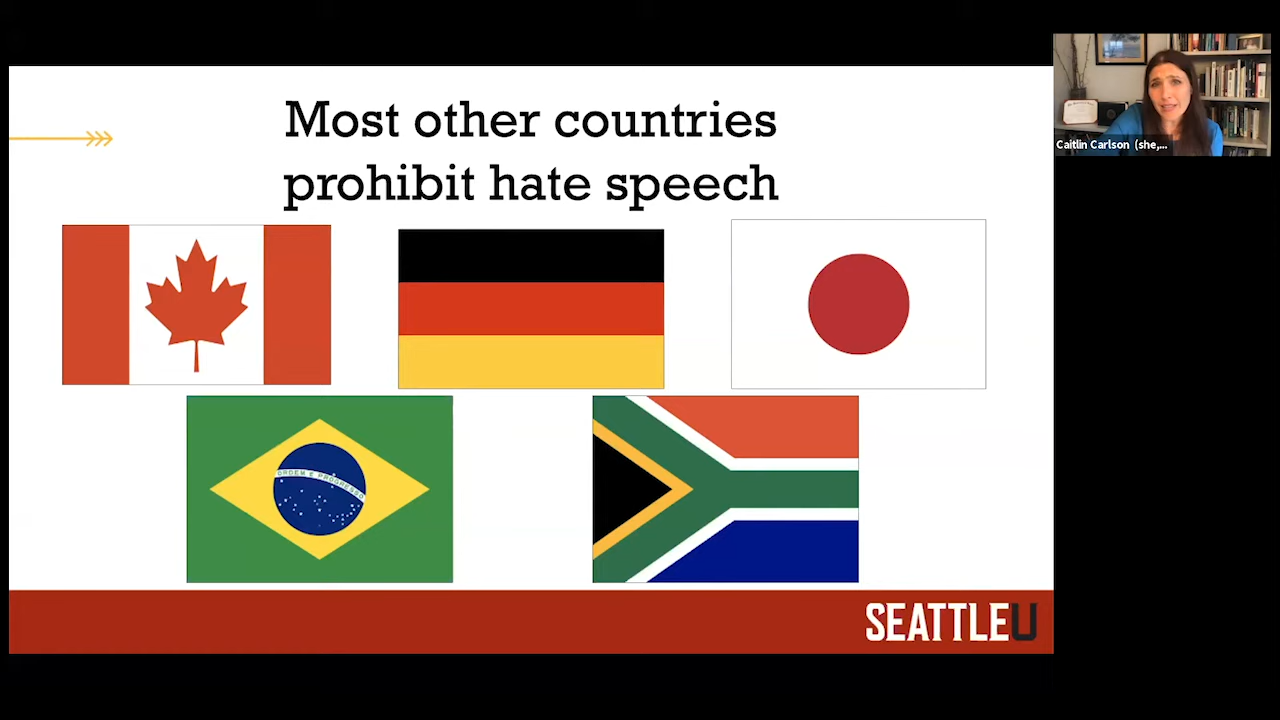 Most other countries
prohibit hate speech
Caitlin Carlson (she,...
ORDEM E PROGRESSO
SEATTLEU